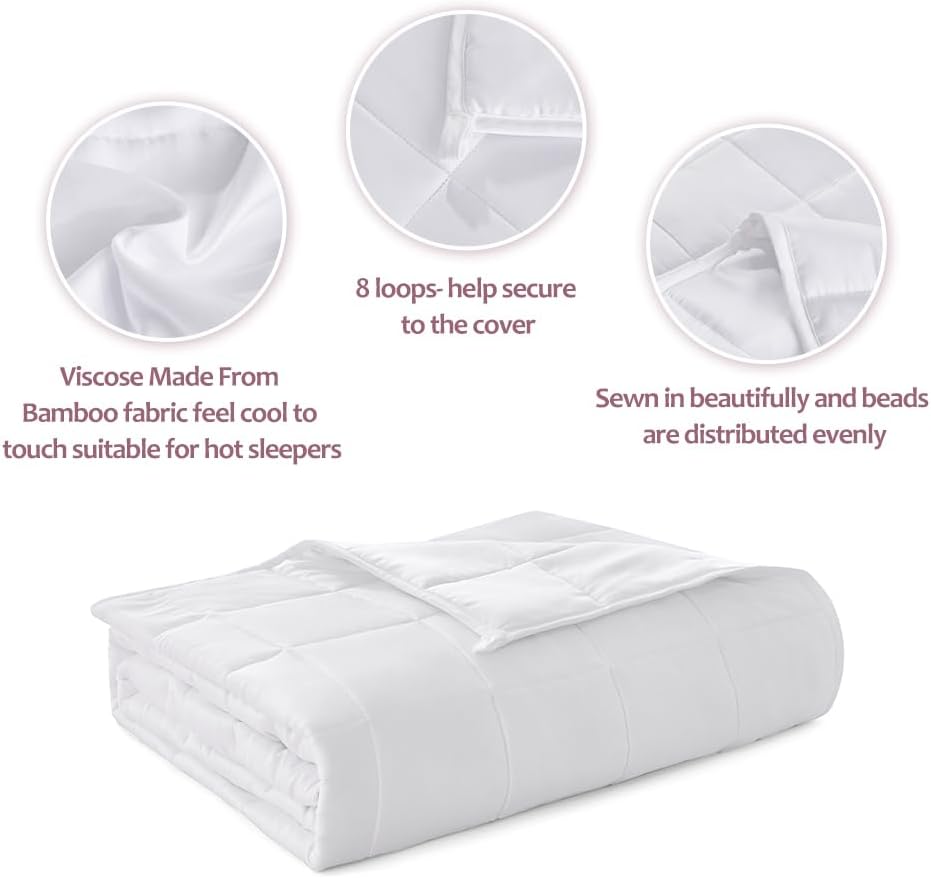 Viscose Made From
Bamboo fabric feel cool to
touch suitable for hot sleepers
8 loops- help secure
to the cover
Sewn in beautifully and beads
are distributed evenly